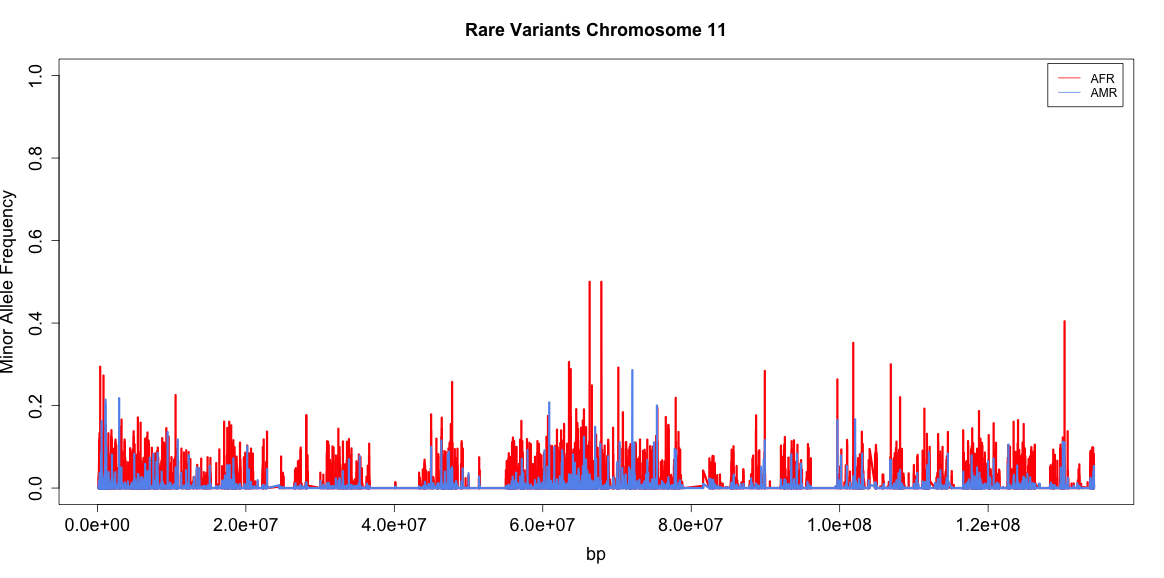 Rare Variants Chromosome 11
AFR
AMR
Minor Allele Frequency
1.0
0.8
0.6
0.4
0.2
0.0
0.0e+00 2.0e+07 4.0e+07 6.0e+07 8.0e+07 1.0e+08 1.2e+08
bp